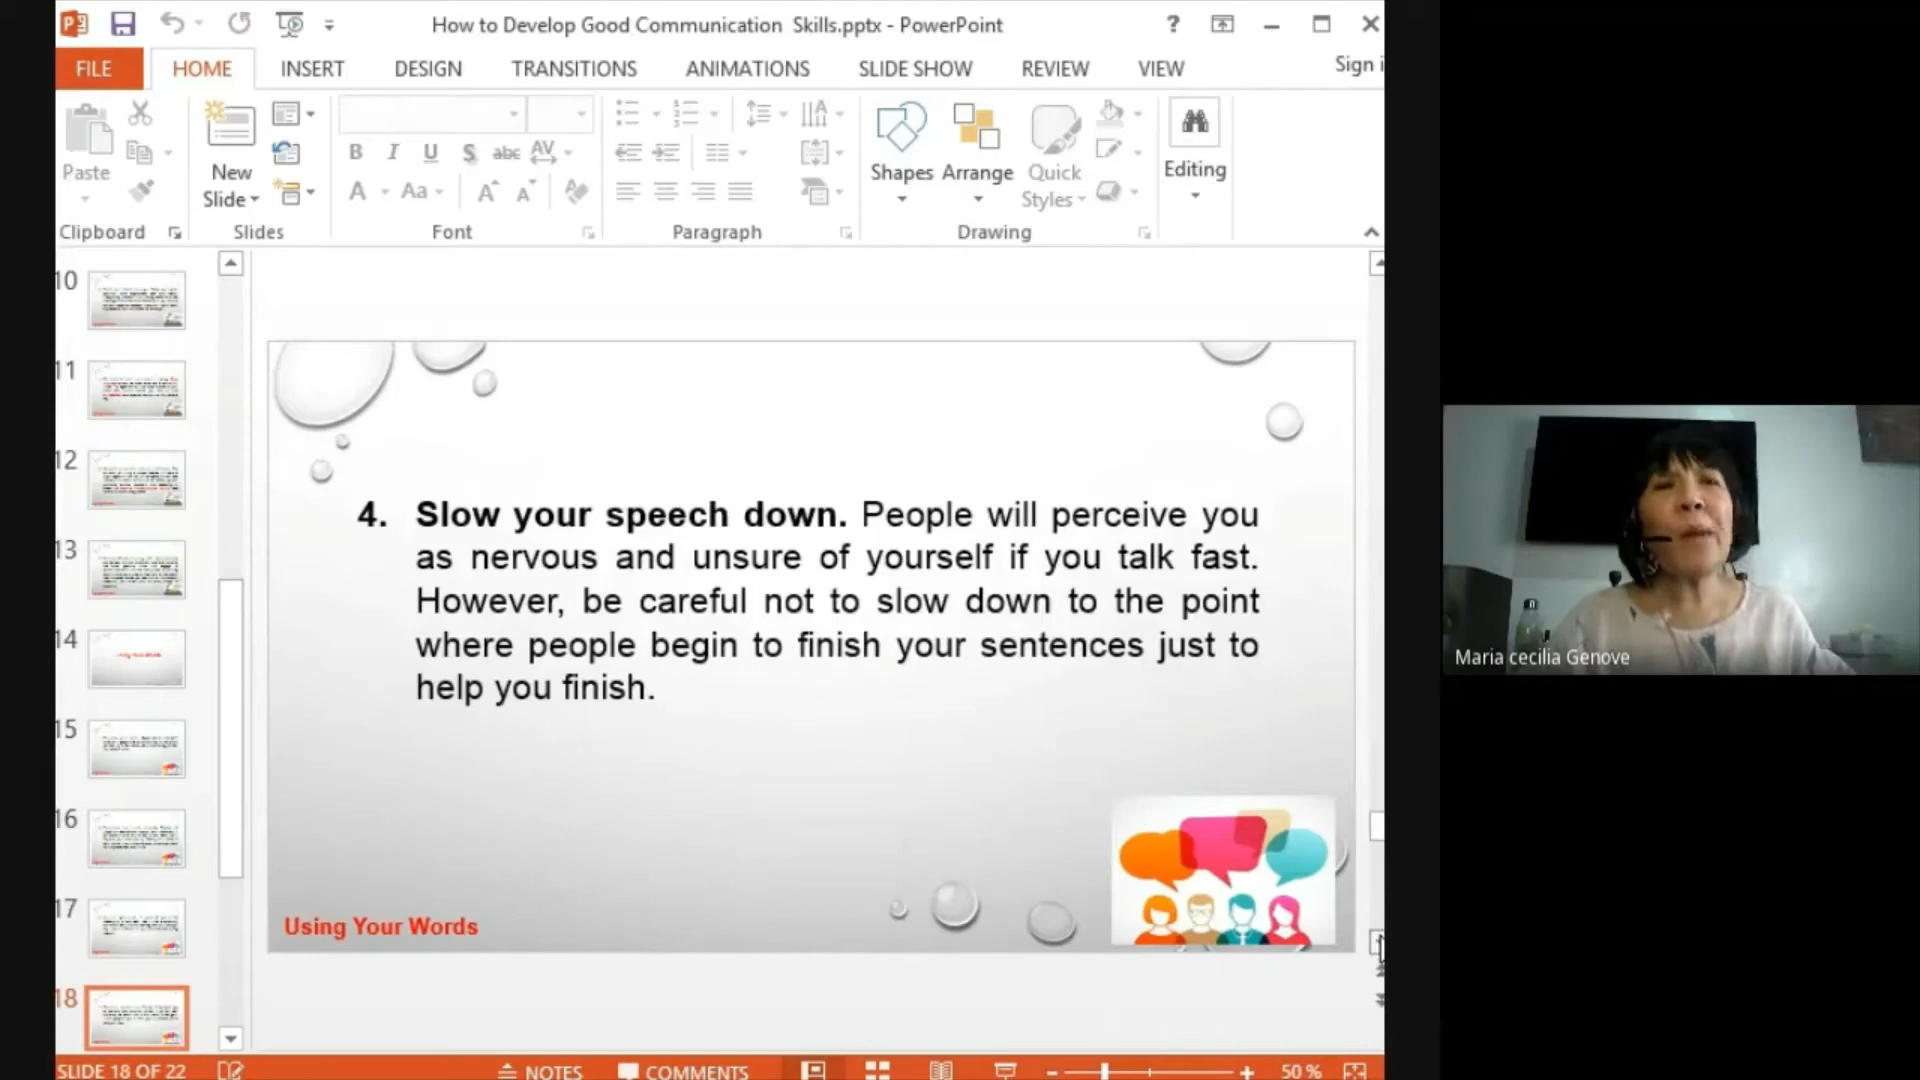 How to Develop Good Communication Skills.pptx - PowerPoint
?
FILE HOME INSERT DESIGN TRANSITIONS ANIMATIONS SLIDE SHOW REVIEW VIEW Sign i
Paste
New Slide
B I U S abc AV
A Aa A A
Shapes Arrange Quick Styles
Editing
Clipboard Slides Font Paragraph Drawing
10
11
12
13
14
15
16
17
18
4. Slow your speech down. People will perceive you
as nervous and unsure of yourself if you talk fast.
However, be careful not to slow down to the point
where people begin to finish your sentences just to
help you finish.
Using Your Words
Maria cecilia Genove
SLIDE 18 OF 22 NOTES COMMENTS 50 %